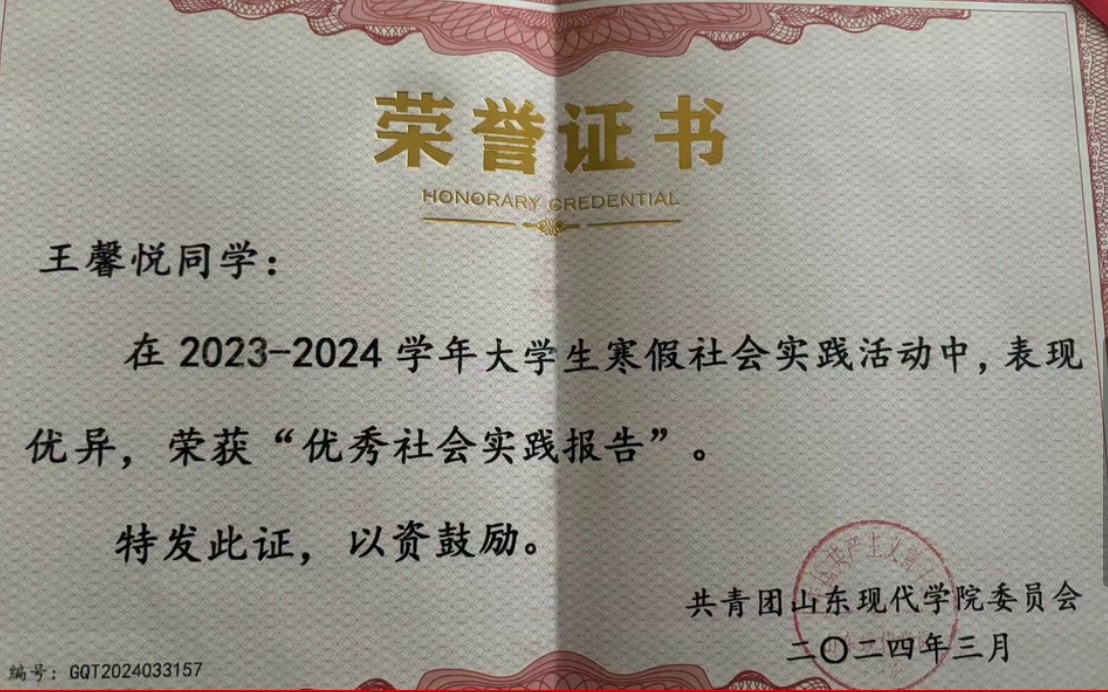 荣誉证书
HONORARY CREDENTIAL
王馨悦同学：
在2023-2024学年大学生寒假社会实践活动中，表现
优异，荣获“优秀社会实践报告”。
特发此证，以资鼓励。
共青团山东现代学院委员会
二〇二四年三月
编号：GQT2024033157